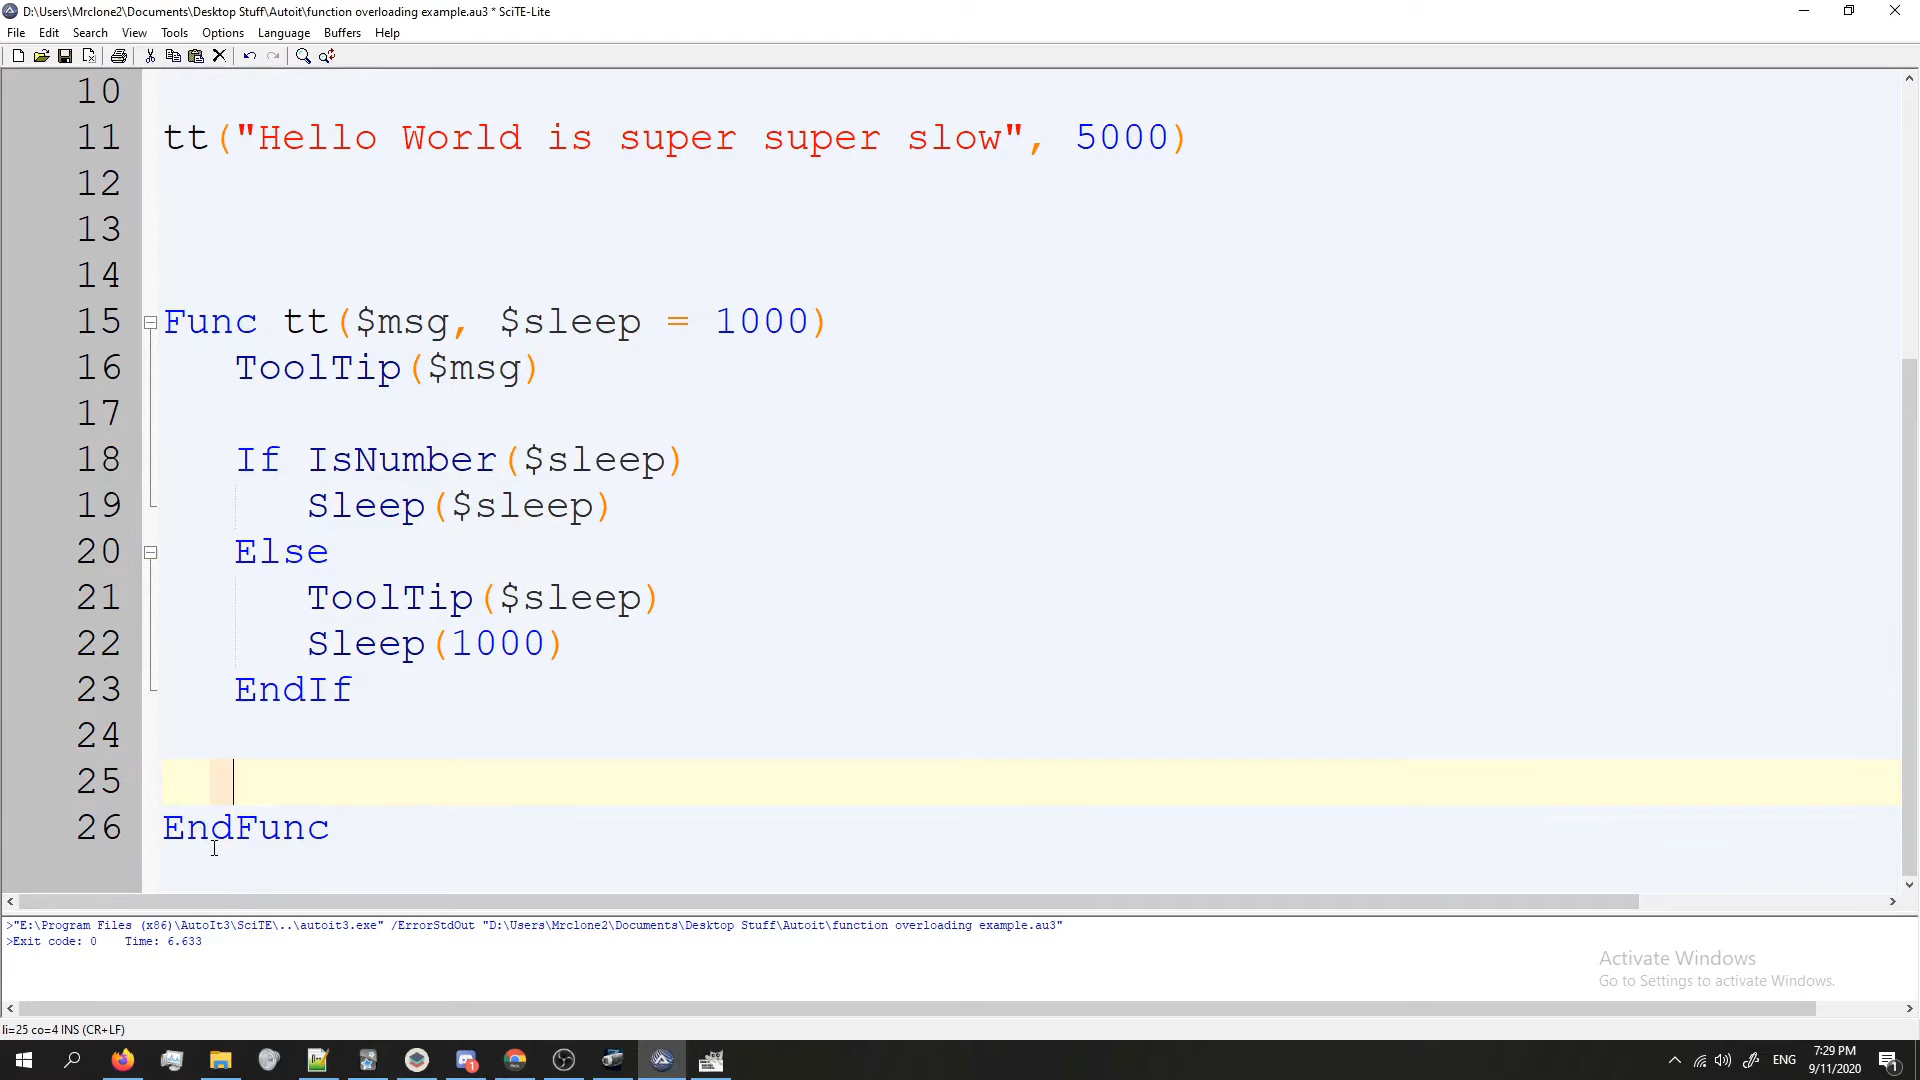 D:\Users\Mrclone2\Documents\Desktop Stuff\Autoit\function overloading example.au3 * SciTE-Lite
File Edit Search View Tools Options Language Buffers Help
10
11 tt("Hello World is super super slow", 5000)
12
13
14
15 Func tt($msg, $sleep = 1000)
16 ToolTip($msg)
17
18 If IsNumber($sleep)
19 Sleep($sleep)
20 Else
21 ToolTip($sleep)
22 Sleep(1000)
23 EndIf
24
25
26 EndFunc
>"E:\Program Files (x86)\AutoIt3\SciTE\..\autoit3.exe" /ErrorStdOut "D:\Users\Mrclone2\Documents\Desktop Stuff\Autoit\function overloading example.au3"
>Exit code: 0 Time: 6.633
Activate Windows
Go to Settings to activate Windows.
li=25 co=4 INS (CR+LF)
ENG
7:29 PM
9/11/2020